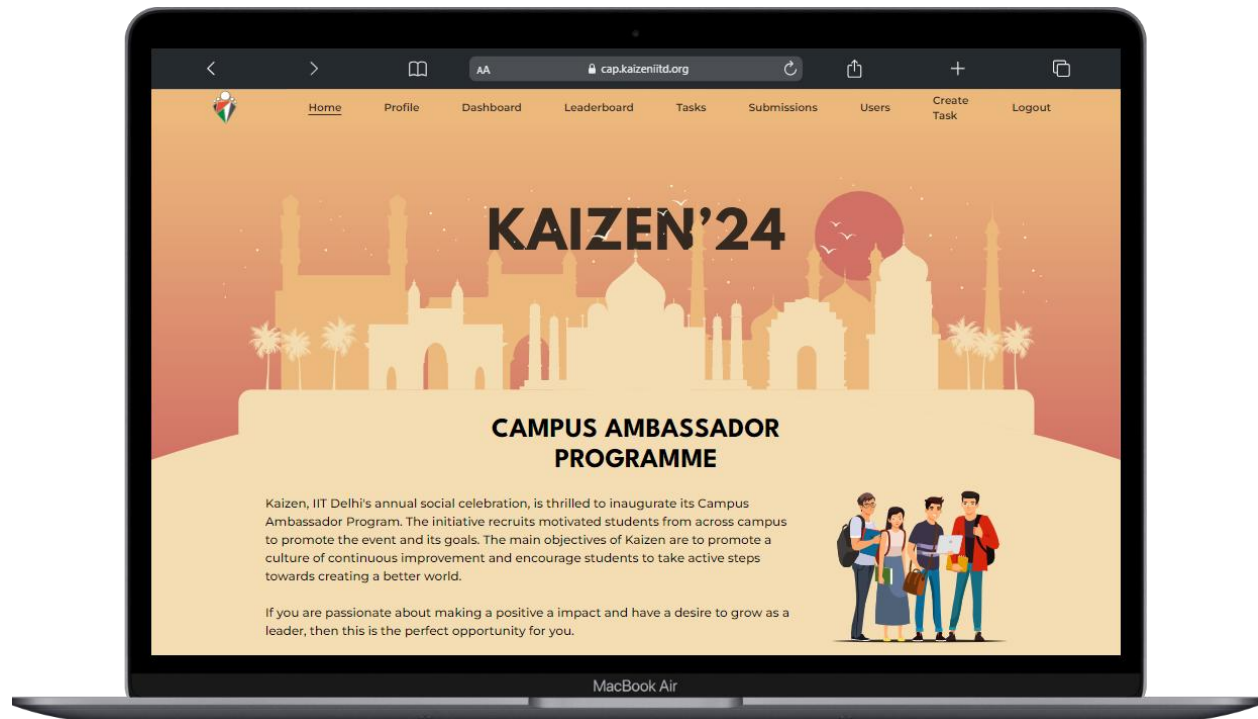 AA
cap.kaizeniitd.org
Home Profile Dashboard Leaderboard Tasks Submissions Users Create Task Logout
KAIZEN’24
CAMPUS AMBASSADOR
PROGRAMME
Kaizen, IIT Delhi's annual social celebration, is thrilled to inaugurate its Campus
Ambassador Program. The initiative recruits motivated students from across campus
to promote the event and its goals. The main objectives of Kaizen are to promote a
culture of continuous improvement and encourage students to take active steps
towards creating a better world.
If you are passionate about making a positive a impact and have a desire to grow as a
leader, then this is the perfect opportunity for you.
MacBook Air